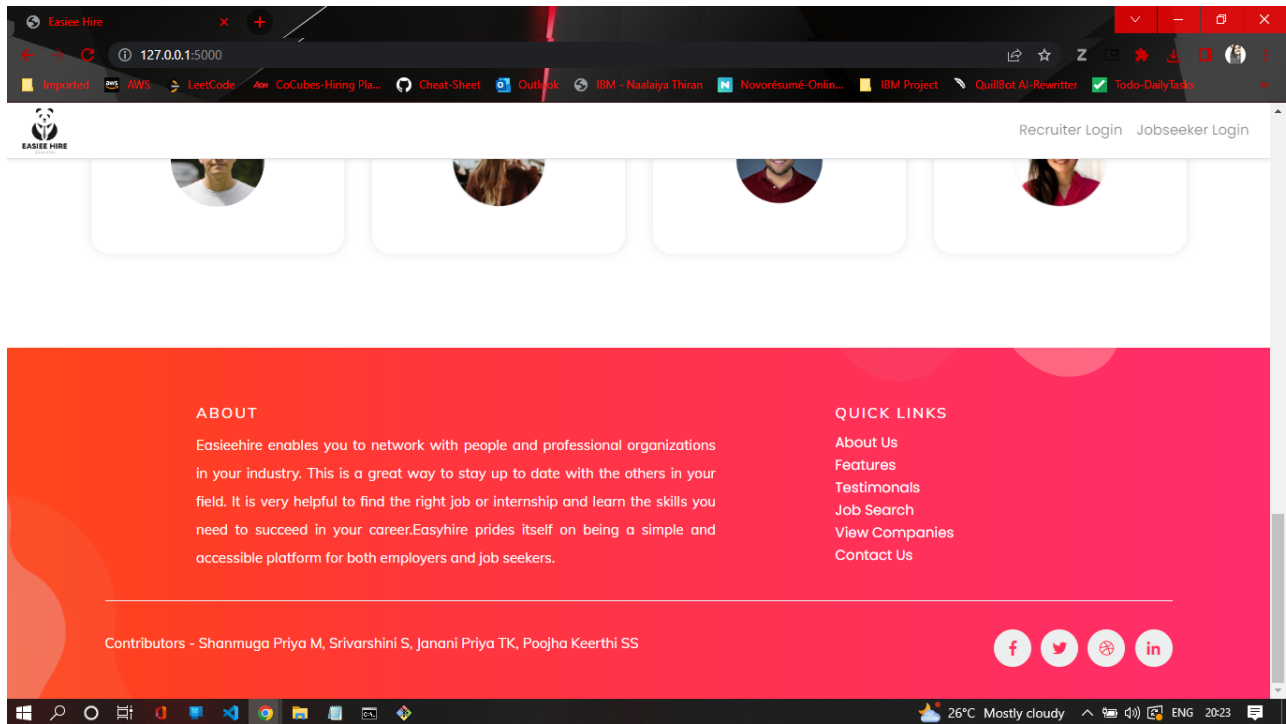 Easiee Hire
127.0.0.1:5000
Imported AWS LeetCode CoCubes-Hiring Pla... Cheat-Sheet Outlook IBM - Naalaiya Thiran Novorésumé-Onlin... IBM Project QuillBot AI-Rewritter Todo-DailyTasks
EASIEE HIRE
Recruiter Login Jobseeker Login
ABOUT
Easieehire enables you to network with people and professional organizations
in your industry. This is a great way to stay up to date with the others in your
field. It is very helpful to find the right job or internship and learn the skills you
need to succeed in your career.Easyhire prides itself on being a simple and
accessible platform for both employers and job seekers.
QUICK LINKS
About Us
Features
Testimonals
Job Search
View Companies
Contact Us
Contributors - Shanmuga Priya M, Srivarshini S, Janani Priya TK, Poojha Keerthi SS
26°C Mostly cloudy ENG 20:23